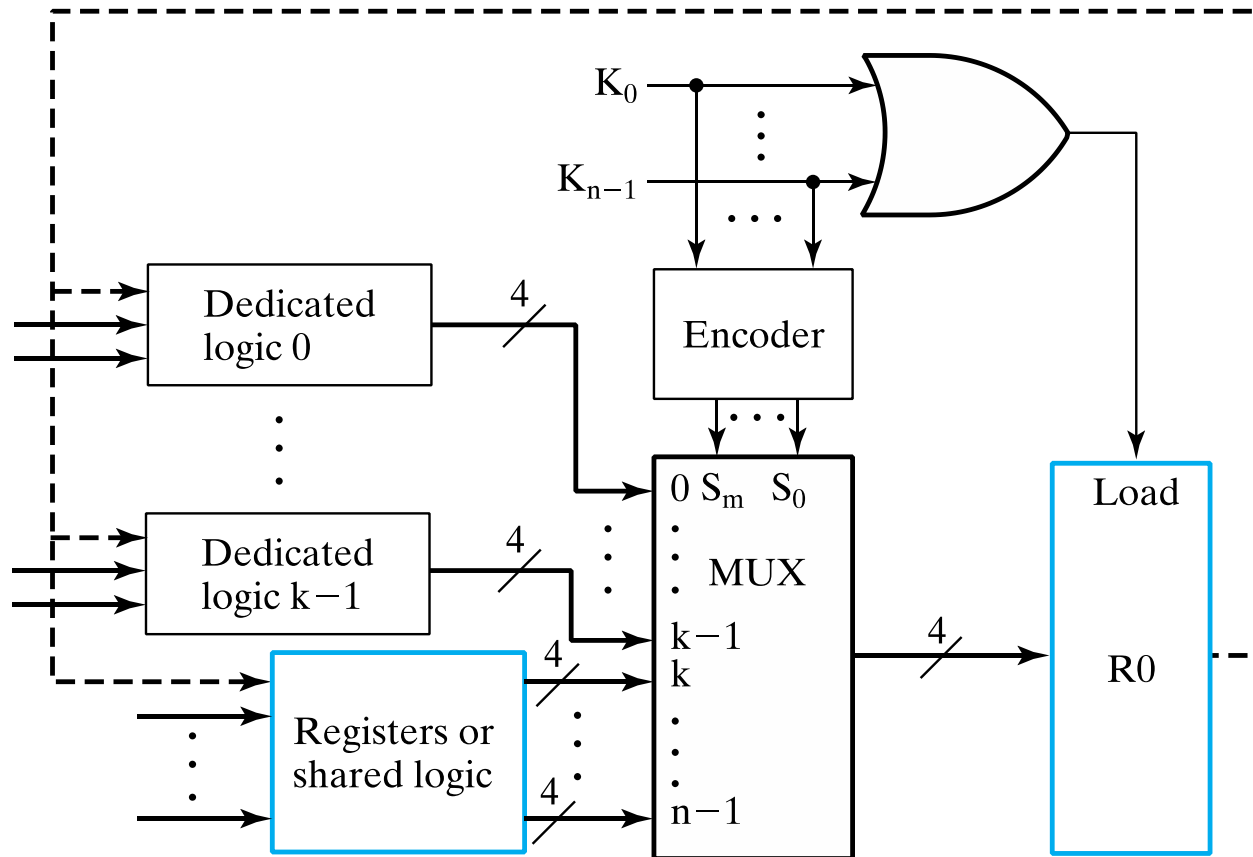 K₀
Kₙ₋₁
Dedicated
logic 0
4
Encoder
0 Sₘ S₀
Load
Dedicated
logic k−1
4
MUX
k−1
4
R0
4
k
Registers or
shared logic
4
n−1